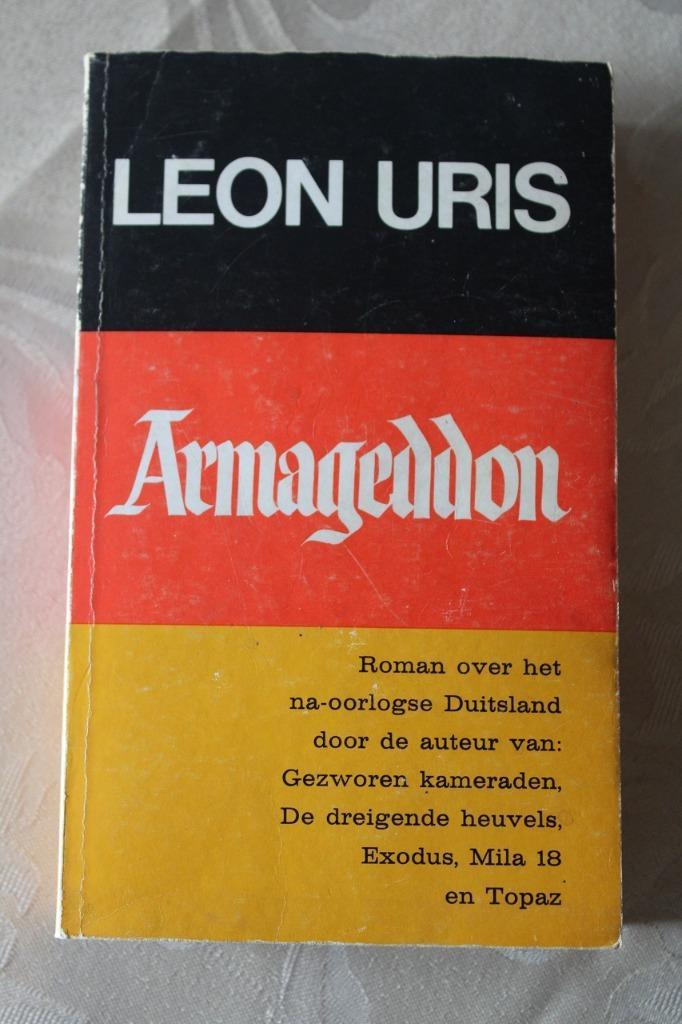 LEON URIS
Armageddon
Roman over het
na-oorlogse Duitsland
door de auteur van:
Gezworen kameraden,
De dreigende heuvels,
Exodus, Mila 18
en Topaz